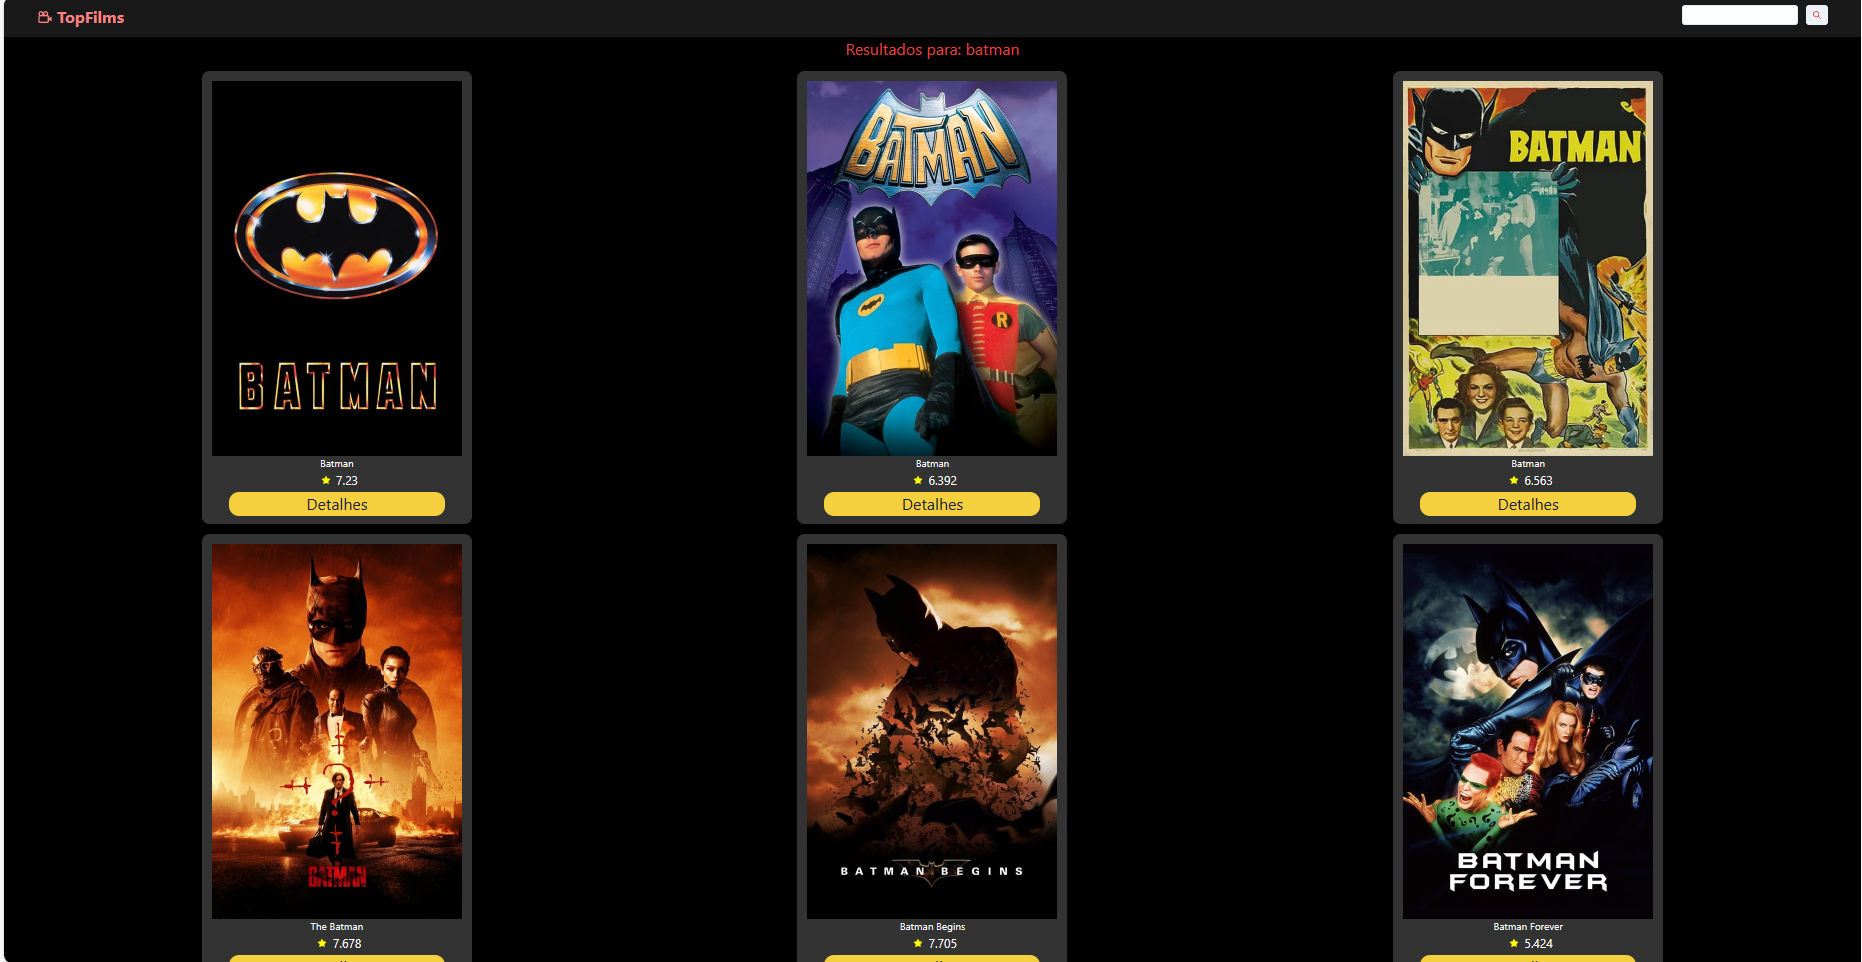 TopFilms
Resultados para: batman
BATMAN
BATMAN
R
BATMAN
Batman
7.23
Detalhes
Batman
6.392
Detalhes
Batman
6.563
Detalhes
BATMAN
BATMAN BEGINS
BATMAN
FOREVER
The Batman
7.678
Batman Begins
7.705
Batman Forever
5.424